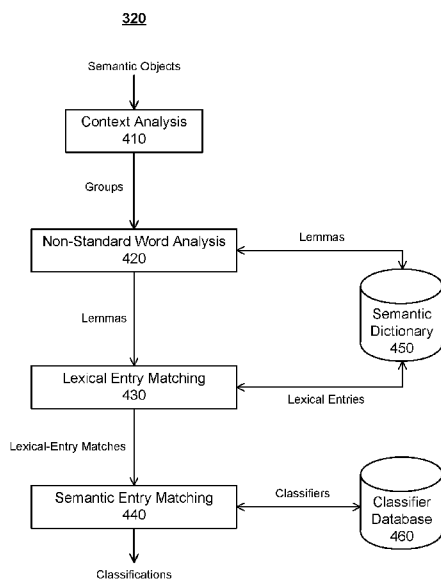 320
Semantic Objects
Context Analysis
410
Groups
Non-Standard Word Analysis
420
Lemmas
Lemmas
Semantic
Dictionary
450
Lexical Entry Matching
430
Lexical Entries
Lexical-Entry Matches
Semantic Entry Matching
440
Classifiers
Classifier
Database
460
Classifications